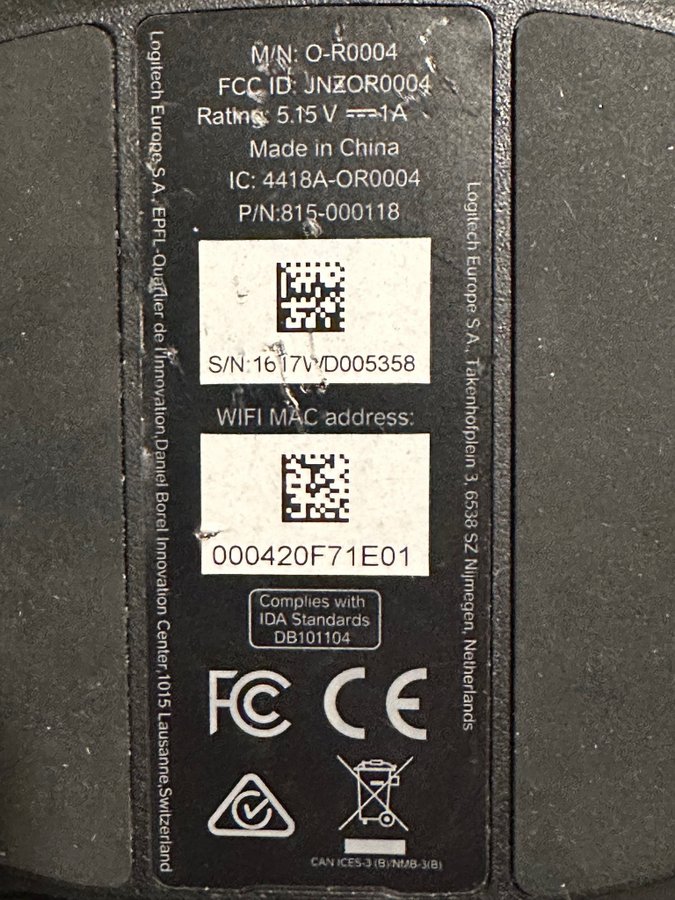 M/N: O-R0004
FCC ID: JNZOR0004
Rating: 5.15 V ⎓ 1A
Made in China
IC: 4418A-OR0004
P/N:815-000118
S/N:1617WD005358
WIFI MAC address:
000420F71E01
Complies with
IDA Standards
DB101104
FC CE
CAN ICES-3 (B)/NMB-3(B)
Logitech Europe S.A., EPFL-Quartier de l'Innovation,Daniel Borel Innovation Center,1015 Lausanne,Switzerland
Logitech Europe S.A., Takenhofplein 3, 6538 SZ Nijmegen, Netherlands